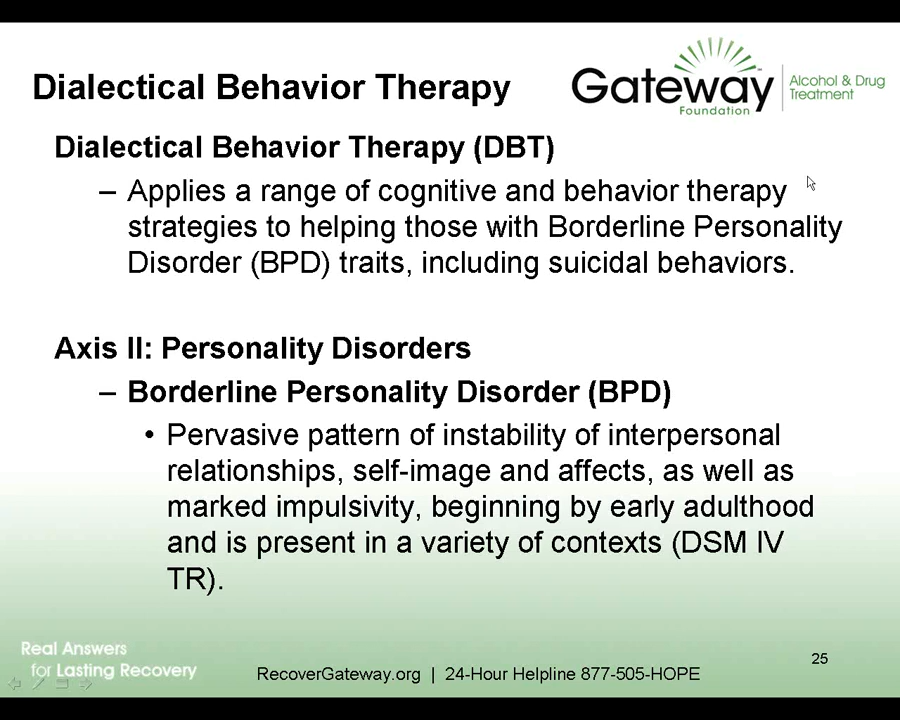 Dialectical Behavior Therapy
Gateway
Foundation
Alcohol & Drug
Treatment
Dialectical Behavior Therapy (DBT)
– Applies a range of cognitive and behavior therapy
strategies to helping those with Borderline Personality
Disorder (BPD) traits, including suicidal behaviors.
Axis II: Personality Disorders
– Borderline Personality Disorder (BPD)
• Pervasive pattern of instability of interpersonal
relationships, self-image and affects, as well as
marked impulsivity, beginning by early adulthood
and is present in a variety of contexts (DSM IV
TR).
Real Answers
for Lasting Recovery
RecoverGateway.org | 24-Hour Helpline 877-505-HOPE
25